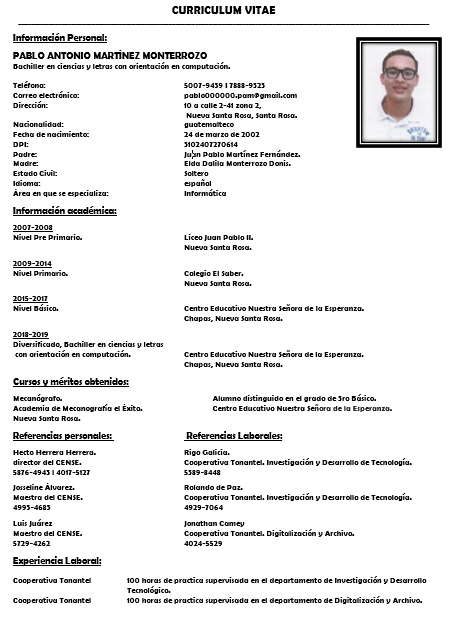 CURRICULUM VITAE
Información Personal:
PABLO ANTONIO MARTÍNEZ MONTERROZO
Bachiller en ciencias y letras con orientación en computación.
Teléfono: 5007-9439 I 7888-9323
Correo electrónico: pablo000000.pam@gmail.com
Dirección: 10 a calle 2-41 zona 2,
Nueva Santa Rosa, Santa Rosa.
Nacionalidad: guatemalteco
Fecha de nacimiento: 24 de marzo de 2002
DPI: 3102407270614
Padre: Juan Pablo Martínez Fernández.
Madre: Elda Dalila Monterrozo Donis.
Estado Civil: Soltero
Idioma: español
Área en que se especializa: Informática
Información académica:
2007-2008
Nivel Pre Primario. Liceo Juan Pablo II.
Nueva Santa Rosa.
2009-2014
Nivel Primario. Colegio El Saber.
Nueva Santa Rosa.
2015-2017
Nivel Básico. Centro Educativo Nuestra Señora de la Esperanza.
Chapas, Nueva Santa Rosa.
2018-2019
Diversificado, Bachiller en ciencias y letras
con orientación en computación. Centro Educativo Nuestra Señora de la Esperanza.
Chapas, Nueva Santa Rosa.
Cursos y méritos obtenidos:
Mecanógrafo. Alumno distinguido en el grado de 3ro Básico.
Academia de Mecanografía el Éxito. Centro Educativo Nuestra Señora de la Esperanza.
Nueva Santa Rosa.
Referencias personales: Referencias Laborales:
Hecto Herrera Herrera. Rigo Galicia.
director del CENSE. Cooperativa Tonantel. Investigación y Desarrollo de Tecnología.
5876-4943 I 4017-5127 5389-8448
Josseline Álvarez. Rolando de Paz.
Maestra del CENSE. Cooperativa Tonantel. Investigación y Desarrollo de Tecnología.
4993-4683 4929-7064
Luis Juárez Jonathan Camey
Maestro del CENSE. Cooperativa Tonantel. Digitalización y Archivo.
5729-4262 4024-5529
Experiencia Laboral:
Cooperativa Tonantel 100 horas de practica supervisada en el departamento de Investigación y Desarrollo
Tecnológico.
Cooperativa Tonantel 100 horas de practica supervisada en el departamento de Digitalización y Archivo.